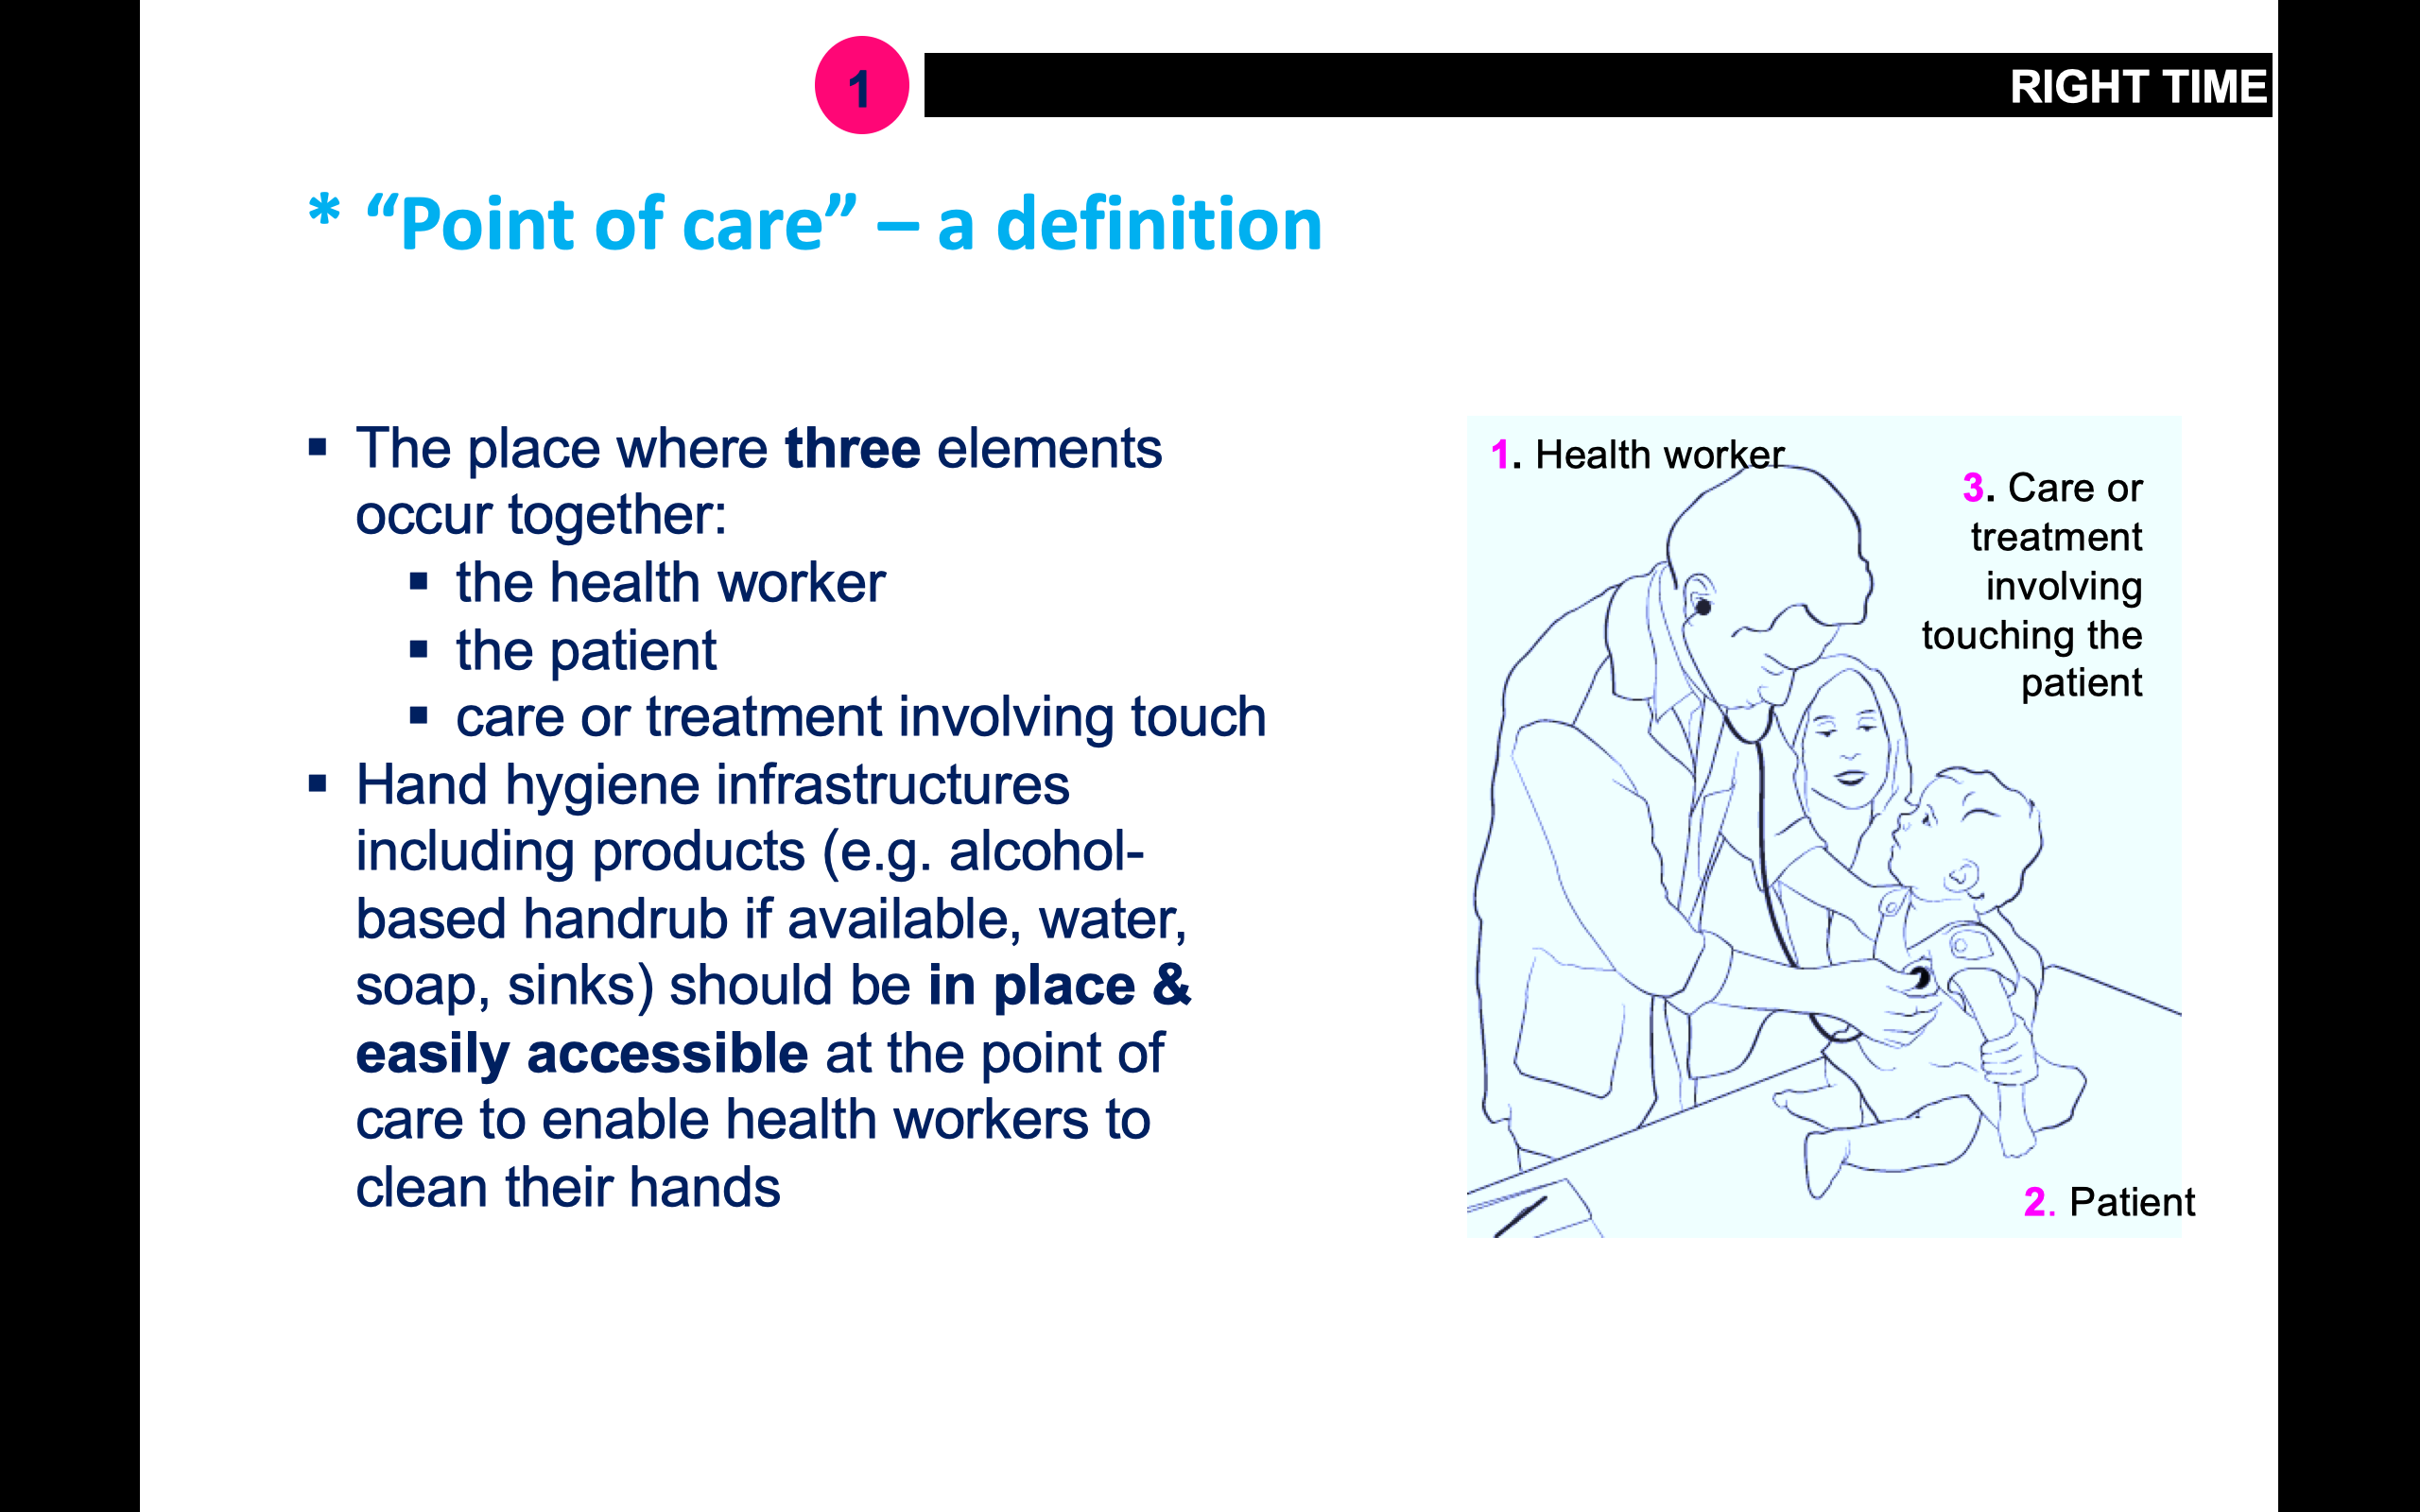 1
RIGHT TIME
* “Point of care” – a definition
▪ The place where three elements
occur together:
▪ the health worker
▪ the patient
▪ care or treatment involving touch
▪ Hand hygiene infrastructures
including products (e.g. alcohol-
based handrub if available, water,
soap, sinks) should be in place &
easily accessible at the point of
care to enable health workers to
clean their hands
1. Health worker
3. Care or
treatment
involving
touching the
patient
2. Patient